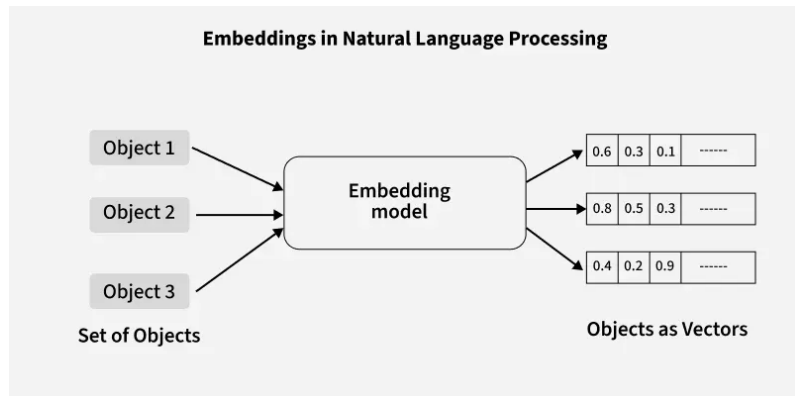 Embeddings in Natural Language Processing
Object 1
Object 2
Object 3
Set of Objects
Embedding
model
0.6 0.3 0.1 ------
0.8 0.5 0.3 ------
0.4 0.2 0.9 ------
Objects as Vectors